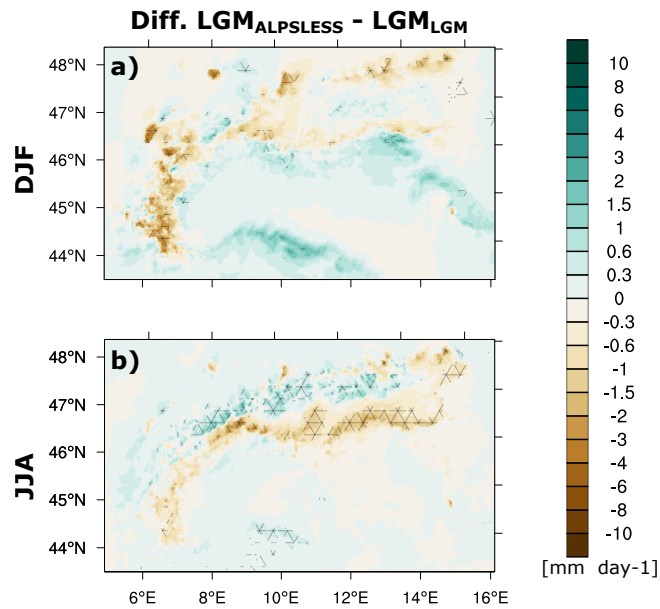 Diff. LGMALPSLESS - LGMLGM
a)
48°N
47°N
46°N
45°N
44°N
DJF
b)
48°N
47°N
46°N
45°N
44°N
JJA
6°E 8°E 10°E 12°E 14°E 16°E
10
8
6
4
3
2
1.5
1
0.6
0.3
0
-0.3
-0.6
-1
-1.5
-2
-3
-4
-6
-8
-10
[mm day-1]